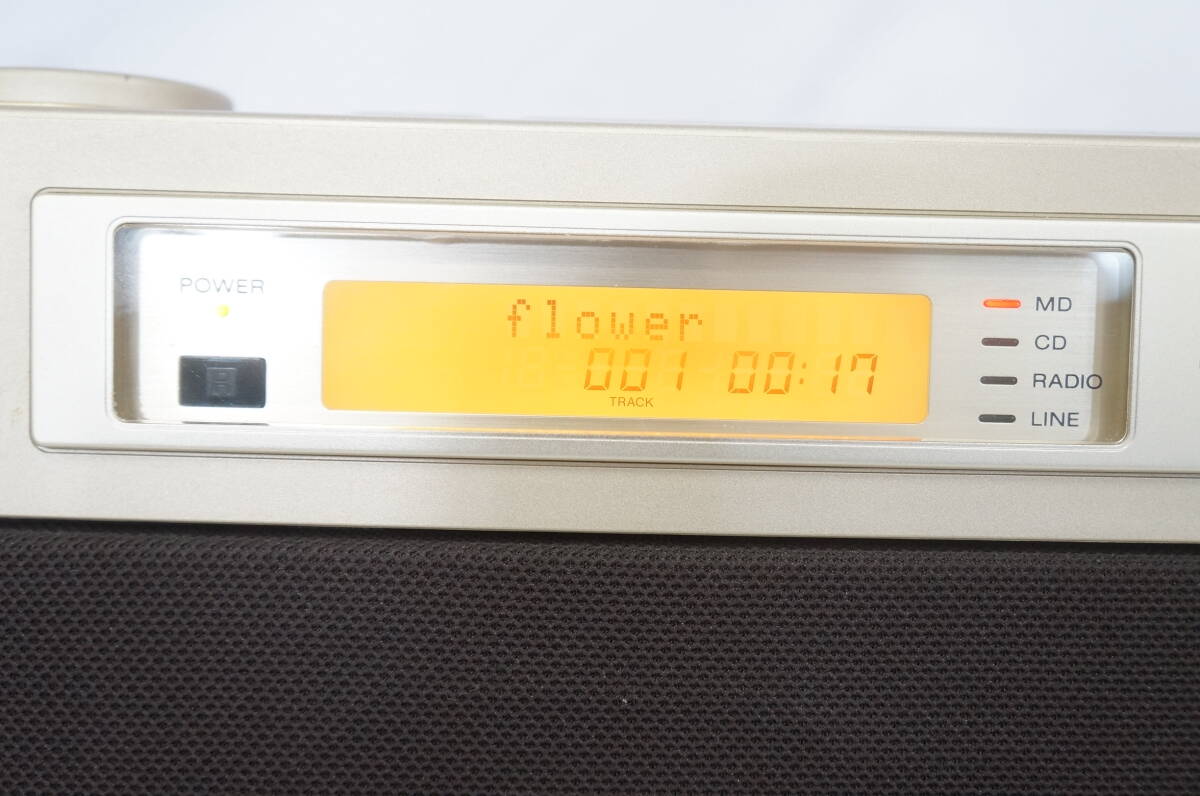 POWER
flower
001 00:17
TRACK
MD
CD
RADIO
LINE